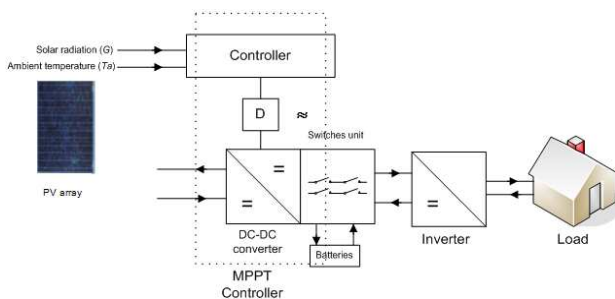 Solar radiation (G)
Ambient temperature (Ta)
Controller
D
≈
Switches unit
PV array
=
=
=
DC-DC
converter
Batteries
Inverter
Load
MPPT
Controller